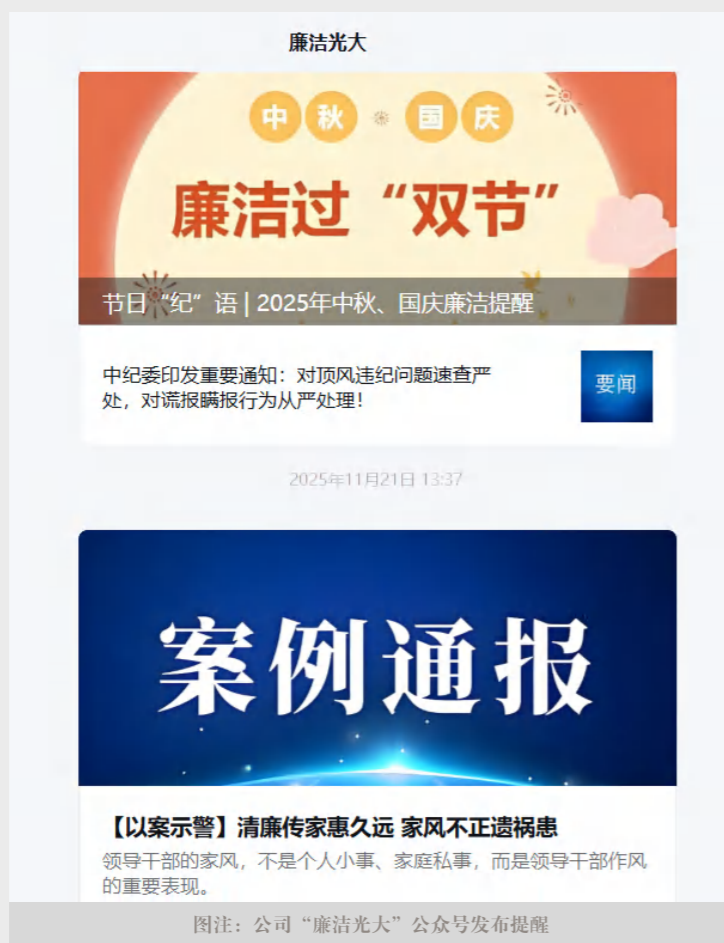 廉洁光大
中秋 国庆
廉洁过“双节”
节日“纪”语 | 2025年中秋、国庆廉洁提醒
中纪委印发重要通知：对顶风违纪问题速查严
处，对谎报瞒报行为从严处理！
要闻
2025年11月21日 13:37
案例通报
【以案示警】清廉传家惠久远 家风不正遗祸患
领导干部的家风，不是个人小事、家庭私事，而是领导干部作风
的重要表现。
图注：公司“廉洁光大”公众号发布提醒